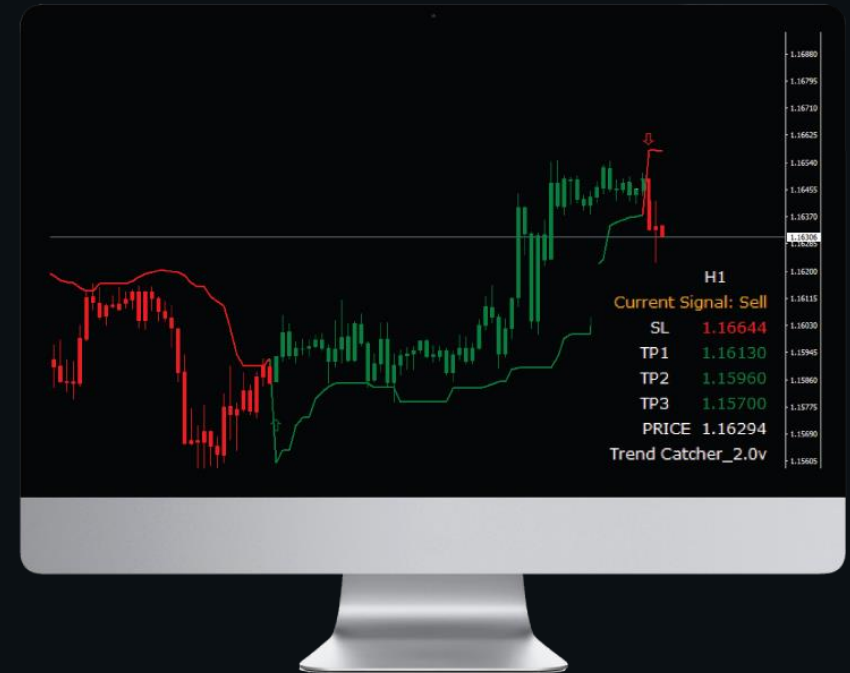 1.16880
1.16795
1.16710
1.16625
1.16540
1.16455
1.16370
1.16306
1.16285
1.16200
1.16115
1.16030
1.15945
1.15860
1.15775
1.15690
1.15605
H1
Current Signal: Sell
SL 1.16644
TP1 1.16130
TP2 1.15960
TP3 1.15700
PRICE 1.16294
Trend Catcher_2.0v